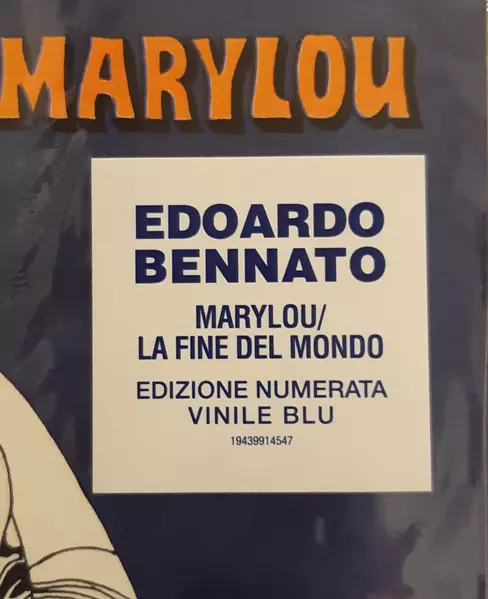 MARYLOU
EDOARDO
BENNATO
MARYLOU/
LA FINE DEL MONDO
EDIZIONE NUMERATA
VINILE BLU
19439914547